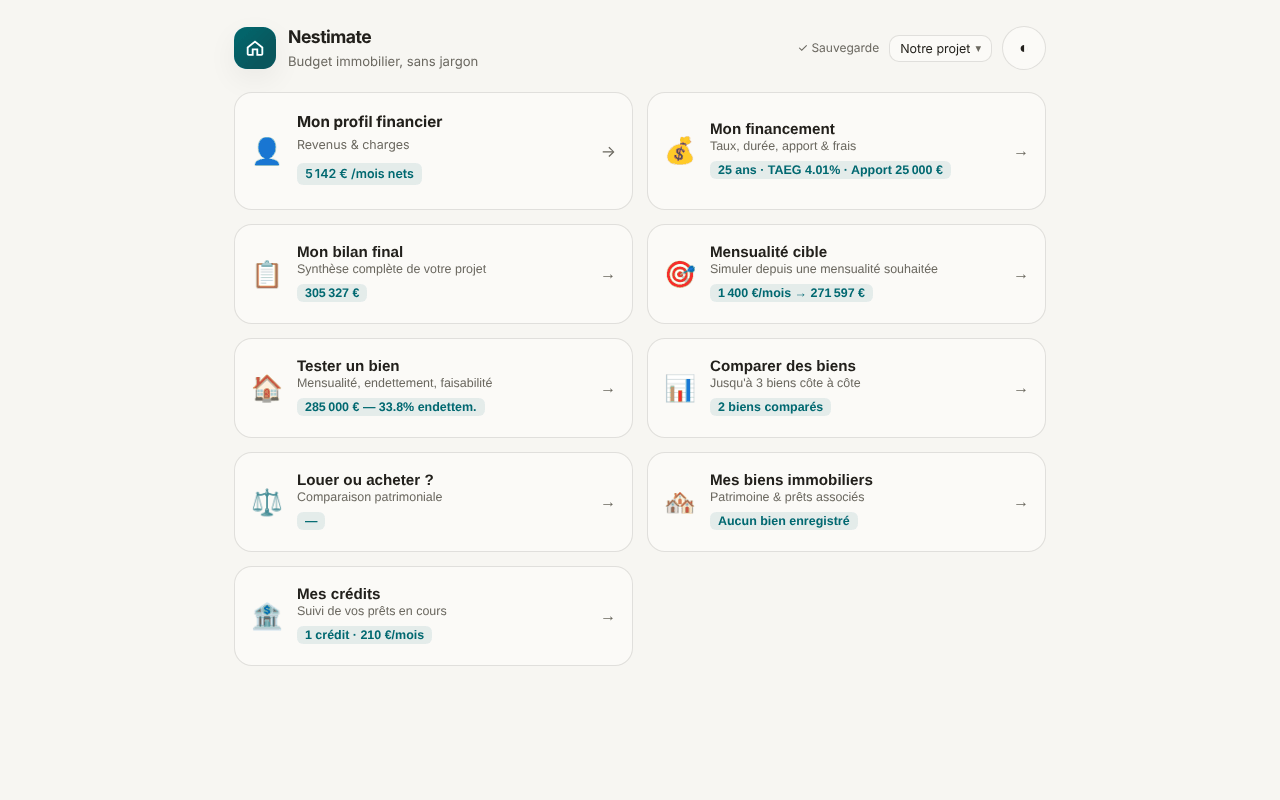 Nestimate
Budget immobilier, sans jargon
✓ Sauvegarde
Notre projet ▾
Mon profil financier
Revenus & charges
5 142 € /mois nets
→
Mon financement
Taux, durée, apport & frais
25 ans · TAEG 4.01% · Apport 25 000 €
→
Mon bilan final
Synthèse complète de votre projet
305 327 €
→
Mensualité cible
Simuler depuis une mensualité souhaitée
1 400 €/mois → 271 597 €
→
Tester un bien
Mensualité, endettement, faisabilité
285 000 € — 33.8% endettem.
→
Comparer des biens
Jusqu'à 3 biens côte à côte
2 biens comparés
→
Louer ou acheter ?
Comparaison patrimoniale
—
→
Mes biens immobiliers
Patrimoine & prêts associés
Aucun bien enregistré
→
Mes crédits
Suivi de vos prêts en cours
1 crédit · 210 €/mois
→